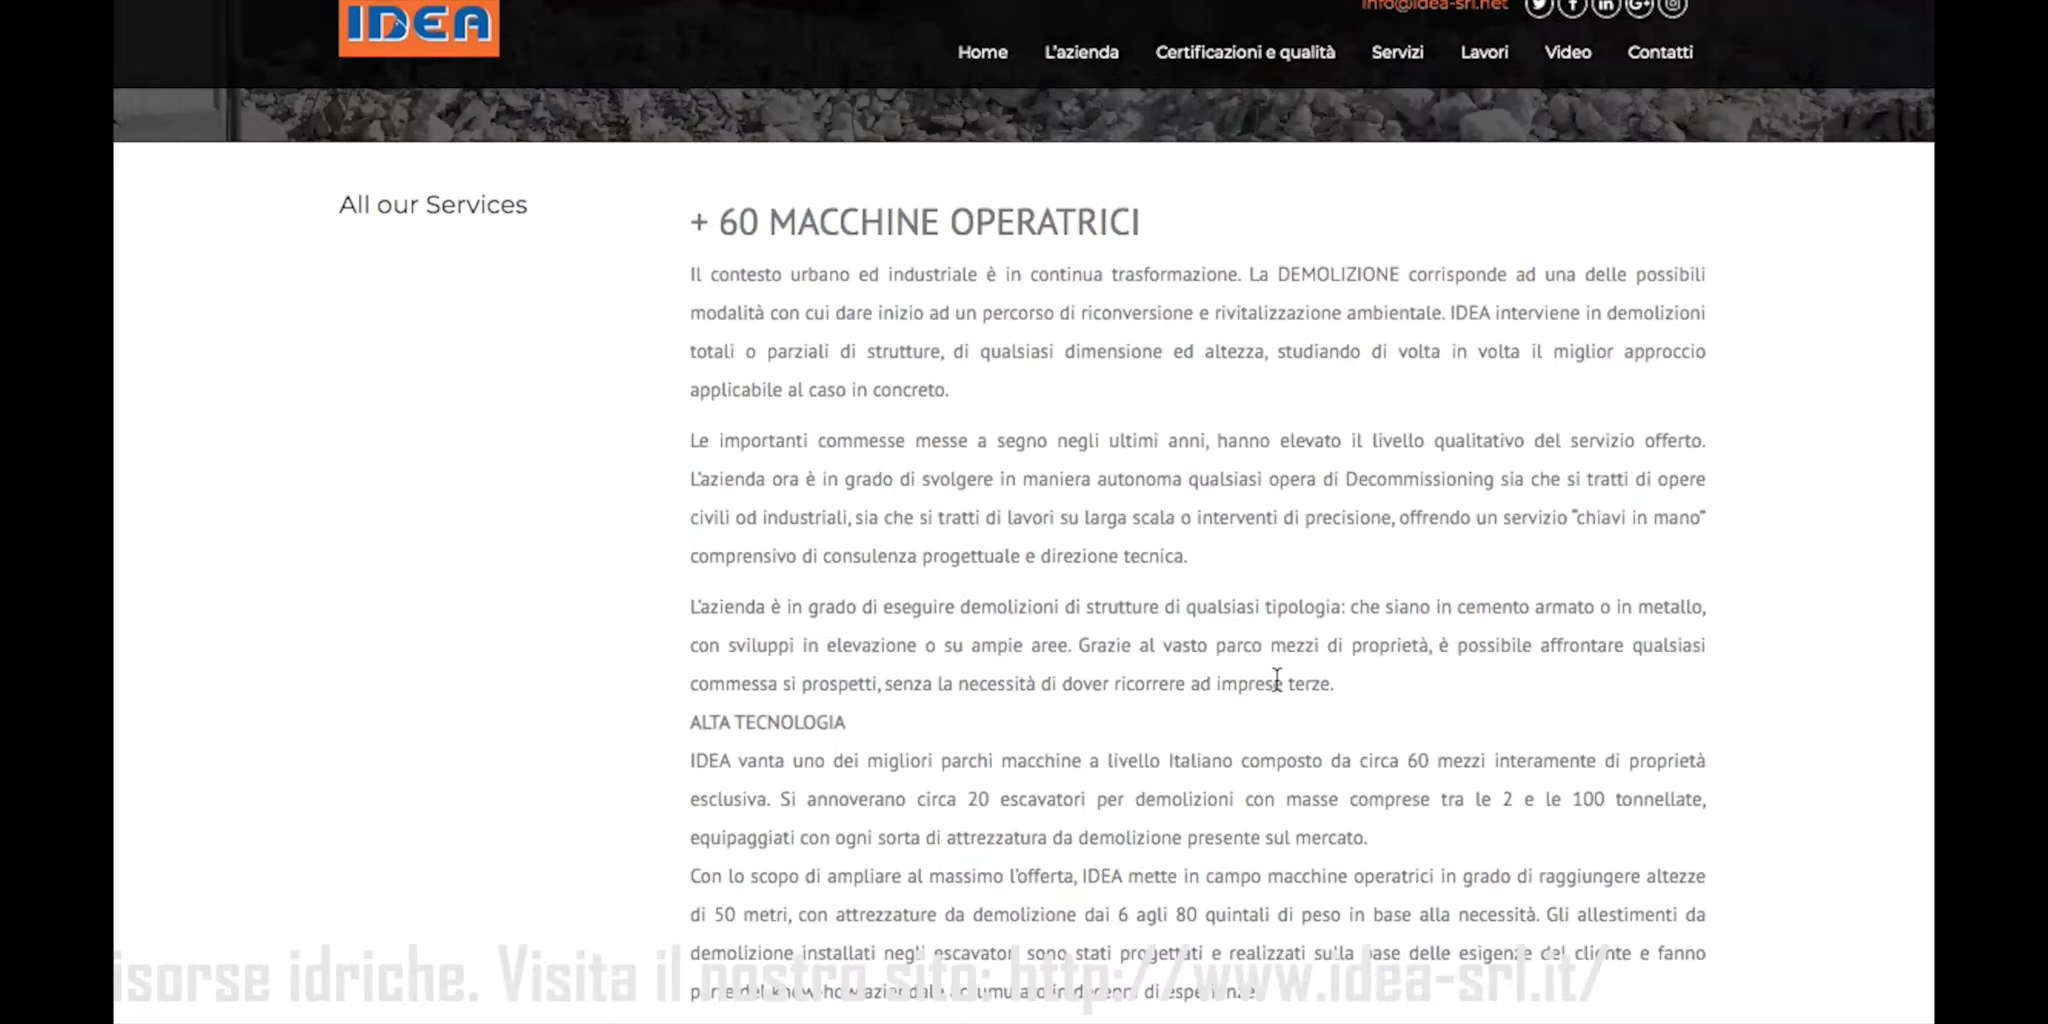 IDEA
info@idea-srl.net
Home L'azienda Certificazioni e qualità Servizi Lavori Video Contatti
All our Services
+ 60 MACCHINE OPERATRICI
Il contesto urbano ed industriale è in continua trasformazione. La DEMOLIZIONE corrisponde ad una delle possibili
modalità con cui dare inizio ad un percorso di riconversione e rivitalizzazione ambientale. IDEA interviene in demolizioni
totali o parziali di strutture, di qualsiasi dimensione ed altezza, studiando di volta in volta il miglior approccio
applicabile al caso in concreto.
Le importanti commesse messe a segno negli ultimi anni, hanno elevato il livello qualitativo del servizio offerto.
L'azienda ora è in grado di svolgere in maniera autonoma qualsiasi opera di Decommissioning sia che si tratti di opere
civili od industriali, sia che si tratti di lavori su larga scala o interventi di precisione, offrendo un servizio "chiavi in mano"
comprensivo di consulenza progettuale e direzione tecnica.
L'azienda è in grado di eseguire demolizioni di strutture di qualsiasi tipologia: che siano in cemento armato o in metallo,
con sviluppi in elevazione o su ampie aree. Grazie al vasto parco mezzi di proprietà, è possibile affrontare qualsiasi
commessa si prospetti, senza la necessità di dover ricorrere ad imprese terze.
ALTA TECNOLOGIA
IDEA vanta uno dei migliori parchi macchine a livello Italiano composto da circa 60 mezzi interamente di proprietà
esclusiva. Si annoverano circa 20 escavatori per demolizioni con masse comprese tra le 2 e le 100 tonnellate,
equipaggiati con ogni sorta di attrezzatura da demolizione presente sul mercato.
Con lo scopo di ampliare al massimo l'offerta, IDEA mette in campo macchine operatrici in grado di raggiungere altezze
di 50 metri, con attrezzature da demolizione dai 6 agli 80 quintali di peso in base alla necessità. Gli allestimenti da
demolizione installati negli escavatori sono stati progettati e realizzati sulla base delle esigenze del cliente e fanno
parte del know-how aziendale accumulato in decenni di esperienze
isorse idriche. Visita il nostro sito: http://www.idea-srl.it/